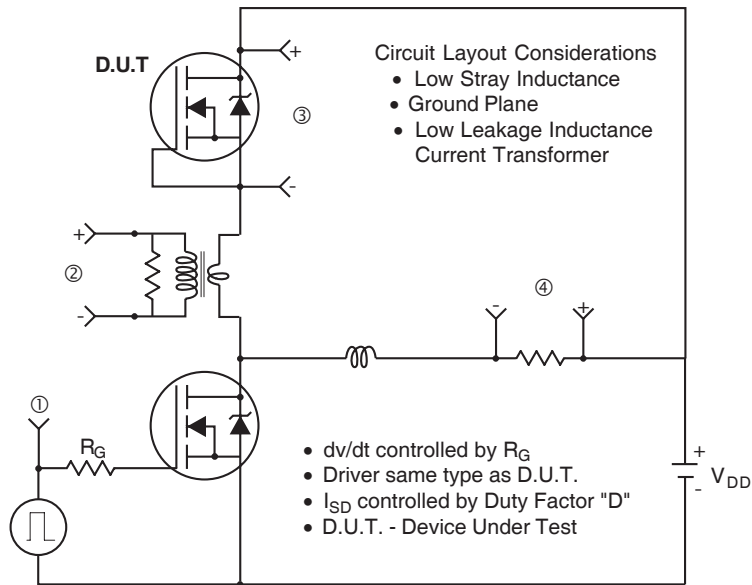 D.U.T
+
③
-
Circuit Layout Considerations
• Low Stray Inductance
• Ground Plane
• Low Leakage Inductance
Current Transformer
+
②
-
-
④
+
①
R_G
• dv/dt controlled by R_G
• Driver same type as D.U.T.
• I_SD controlled by Duty Factor "D"
• D.U.T. - Device Under Test
+
V_DD
-